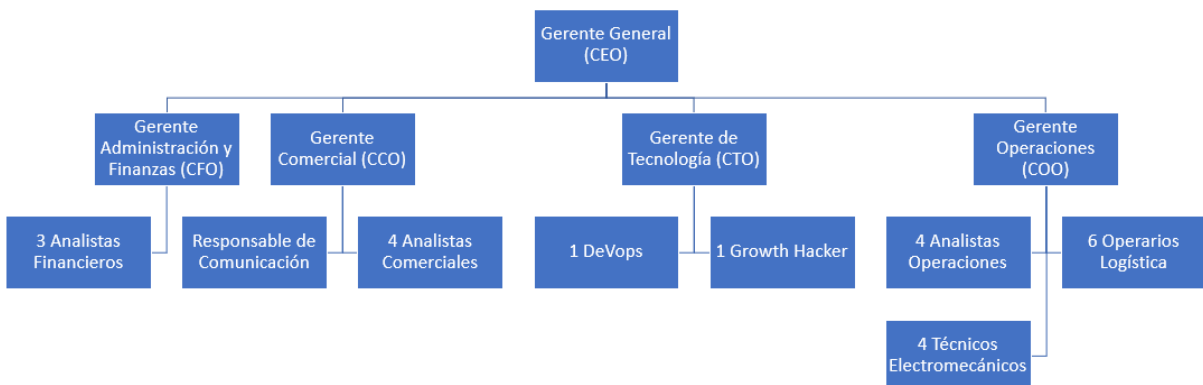 Gerente General
(CEO)
Gerente
Administración y
Finanzas (CFO)
Gerente
Comercial (CCO)
Gerente de
Tecnología (CTO)
Gerente
Operaciones
(COO)
3 Analistas
Financieros
Responsable de
Comunicación
4 Analistas
Comerciales
1 DeVops
1 Growth Hacker
4 Analistas
Operaciones
6 Operarios
Logística
4 Técnicos
Electromecánicos